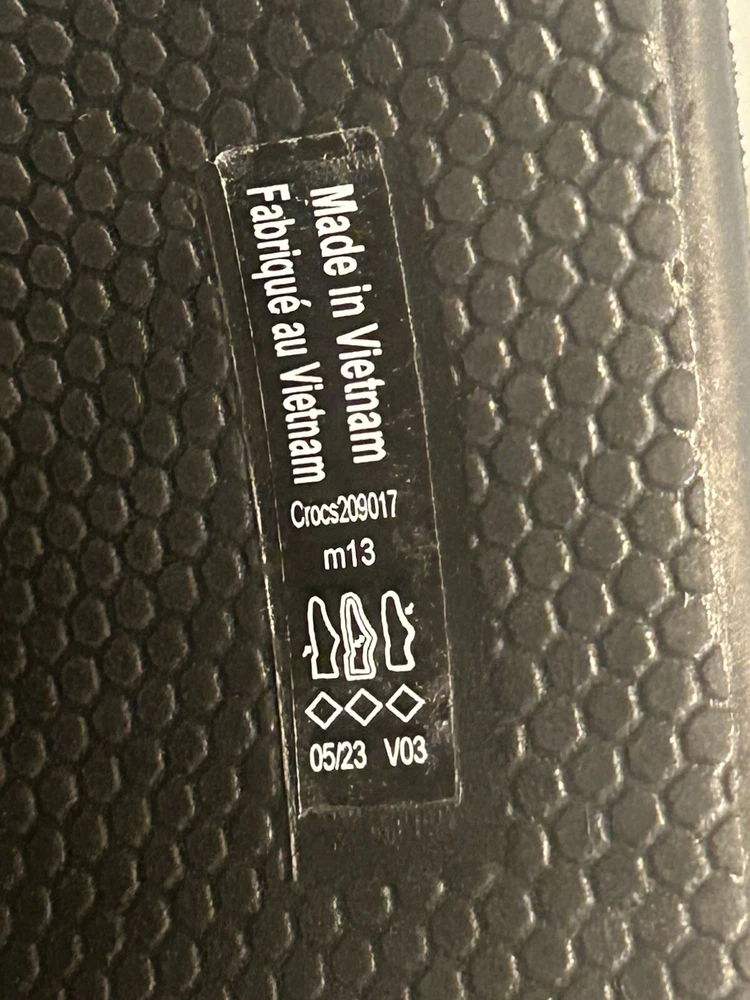 Made in Vietnam
Fabriqué au Vietnam
Crocs209017
m13
05/23 V03